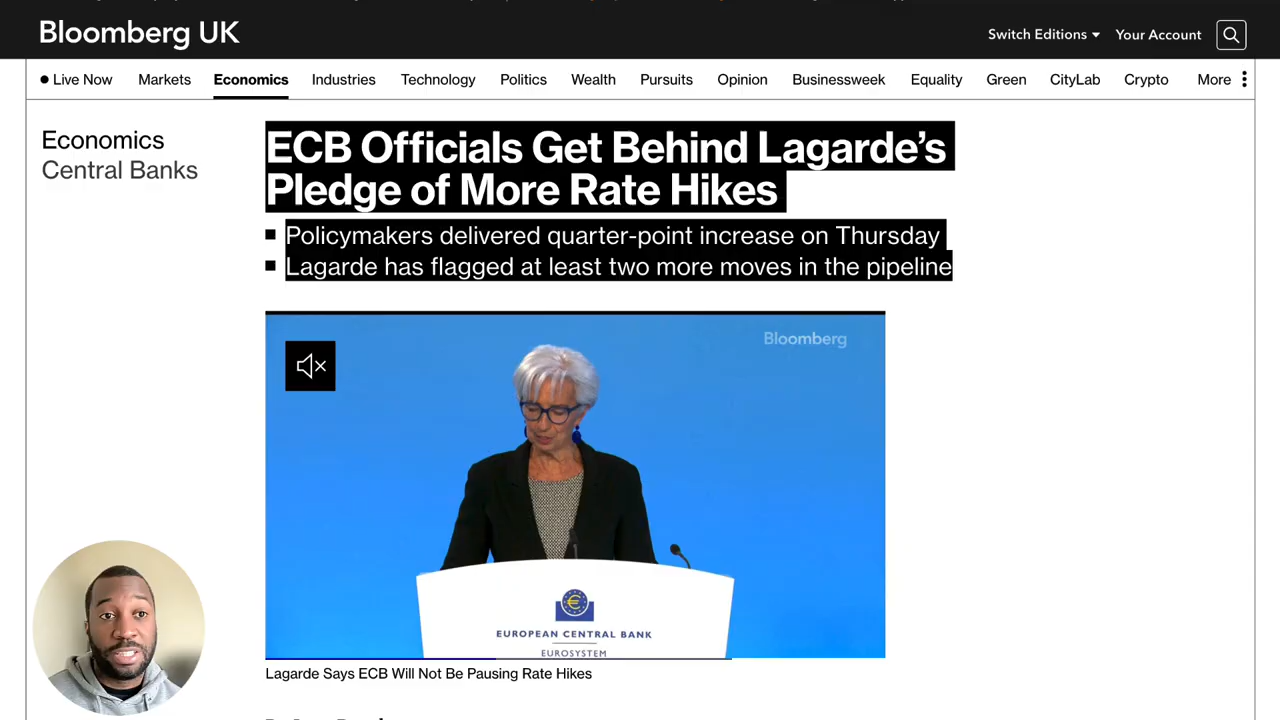 Bloomberg UK
Switch Editions
Your Account
Live Now Markets Economics Industries Technology Politics Wealth Pursuits Opinion Businessweek Equality Green CityLab Crypto More
Economics
Central Banks
ECB Officials Get Behind Lagarde’s
Pledge of More Rate Hikes
Policymakers delivered quarter-point increase on Thursday
Lagarde has flagged at least two more moves in the pipeline
Bloomberg
EUROPEAN CENTRAL BANK
EUROSYSTEM
Lagarde Says ECB Will Not Be Pausing Rate Hikes